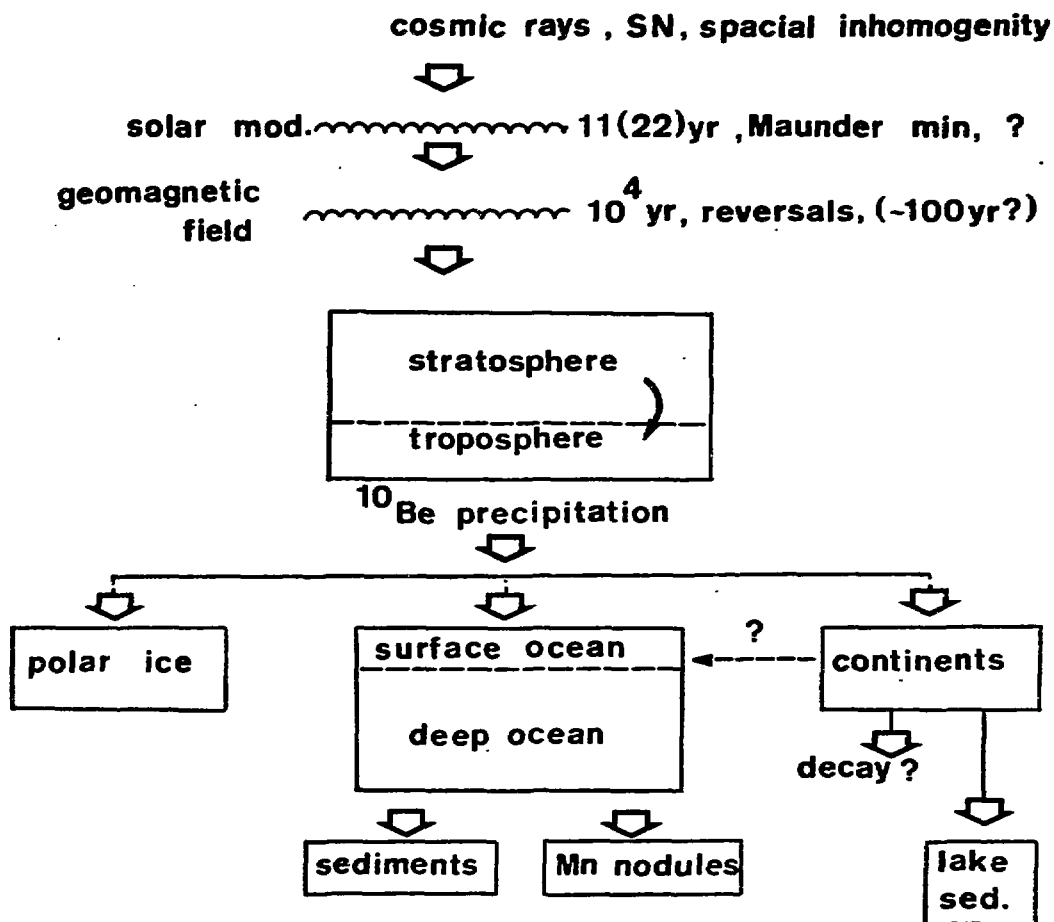 cosmic rays , SN, spacial inhomogenity
solar mod. 11(22)yr ,Maunder min, ?
geomagnetic
field
10⁴ yr, reversals, (~100yr?)
stratosphere
troposphere
¹⁰Be precipitation
polar ice
surface ocean
?
continents
deep ocean
decay ?
sediments
Mn nodules
lake
sed.